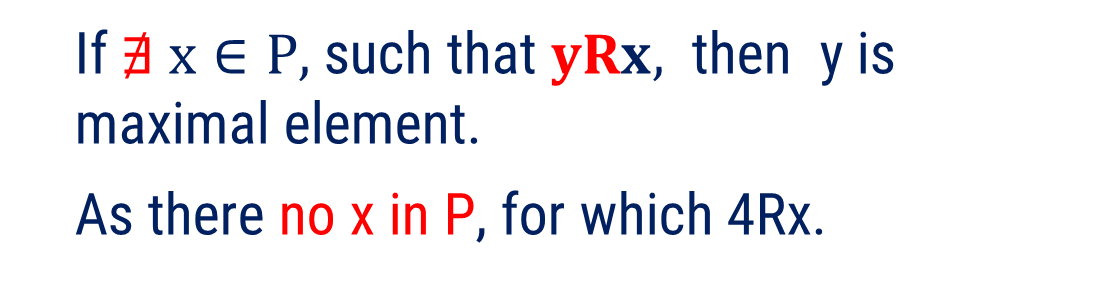 If ∄ x ∈ P, such that yRx, then y is
maximal element.
As there no x in P, for which 4Rx.